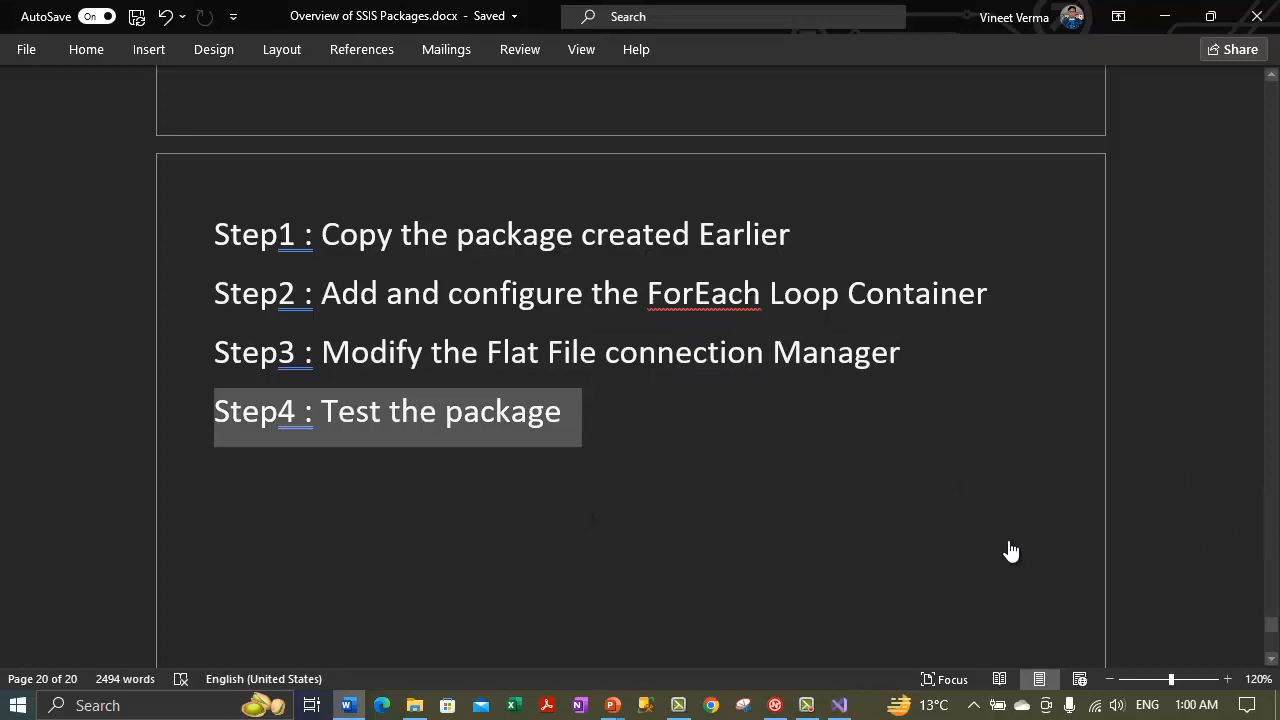 AutoSave On Overview of SSIS Packages.docx - Saved Search Vineet Verma
File Home Insert Design Layout References Mailings Review View Help Share
Step1 : Copy the package created Earlier
Step2 : Add and configure the ForEach Loop Container
Step3 : Modify the Flat File connection Manager
Step4 : Test the package
Page 20 of 20 2494 words English (United States) Focus 120%
Search 13°C ENG 1:00 AM